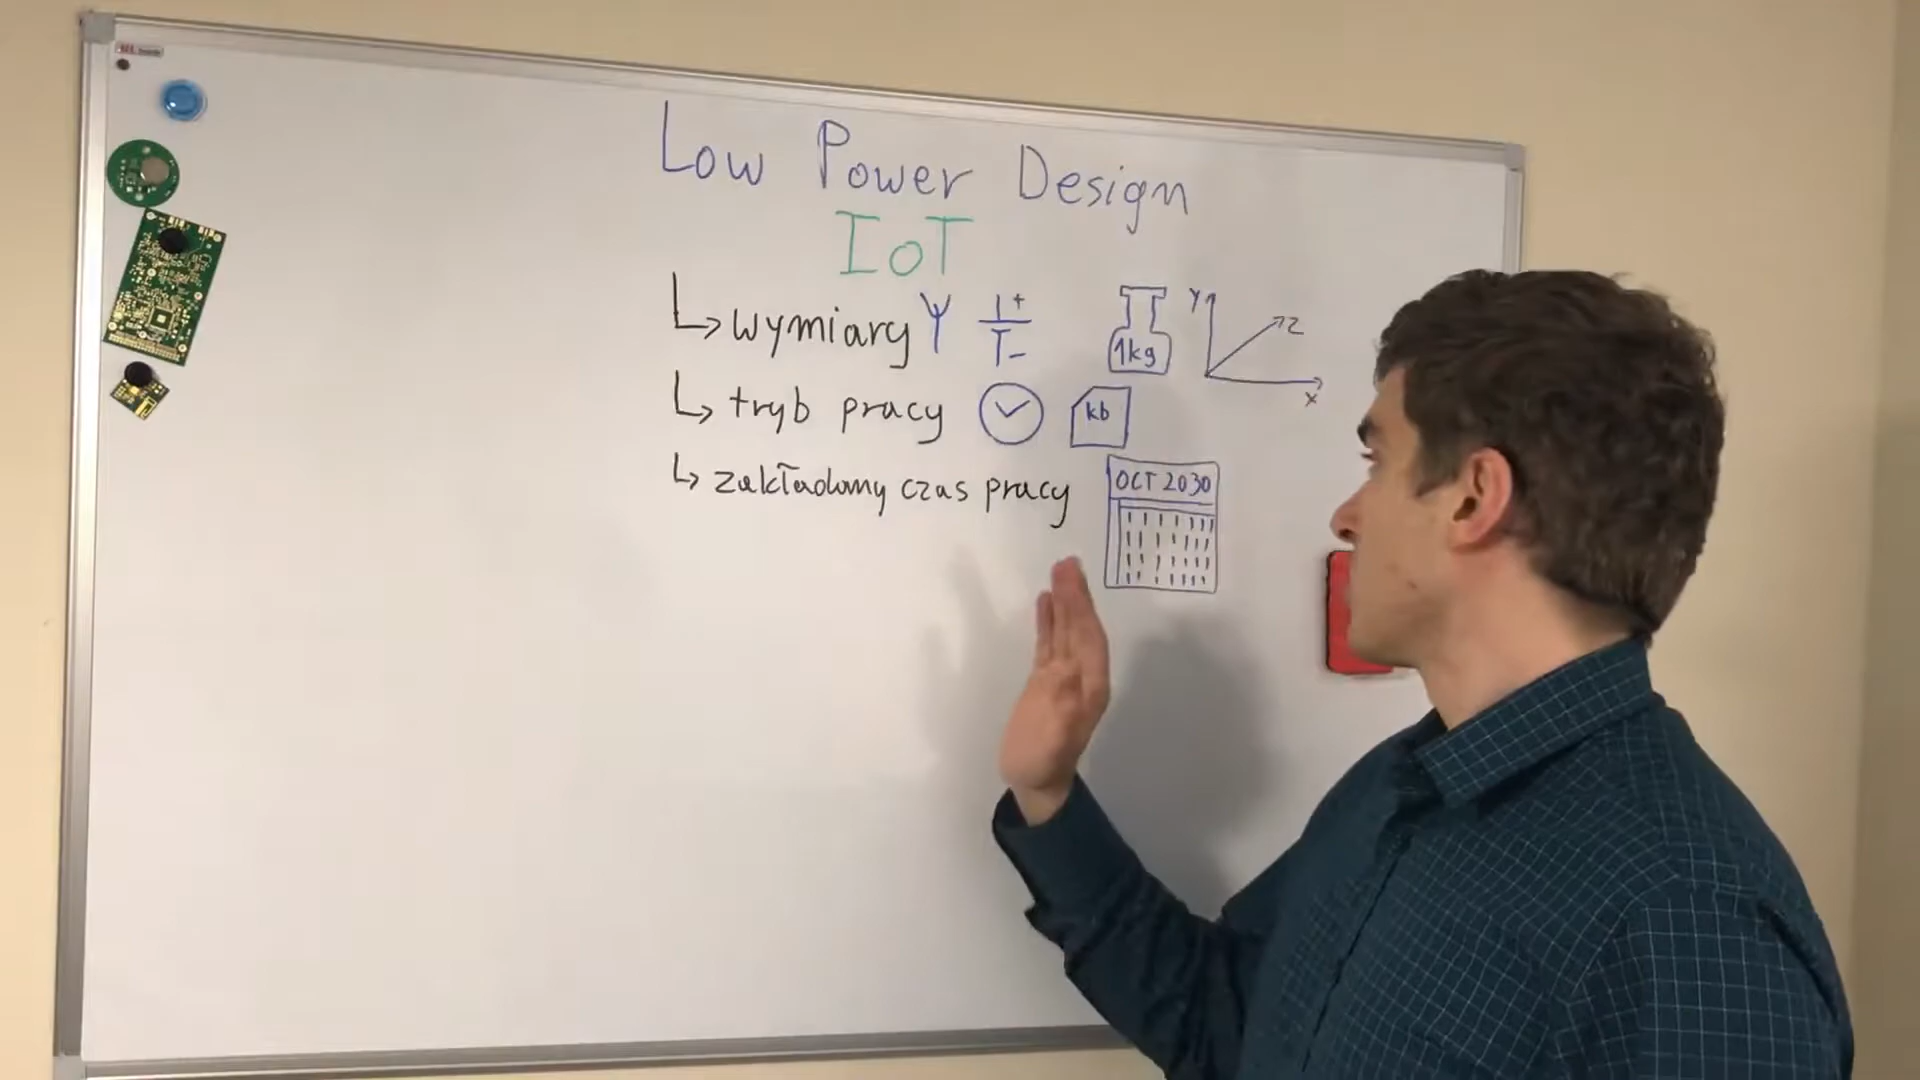 Low Power Design
IoT
wymiary + - 1kg Y Z X
tryb pracy kb
zakładany czas pracy OCT 2030